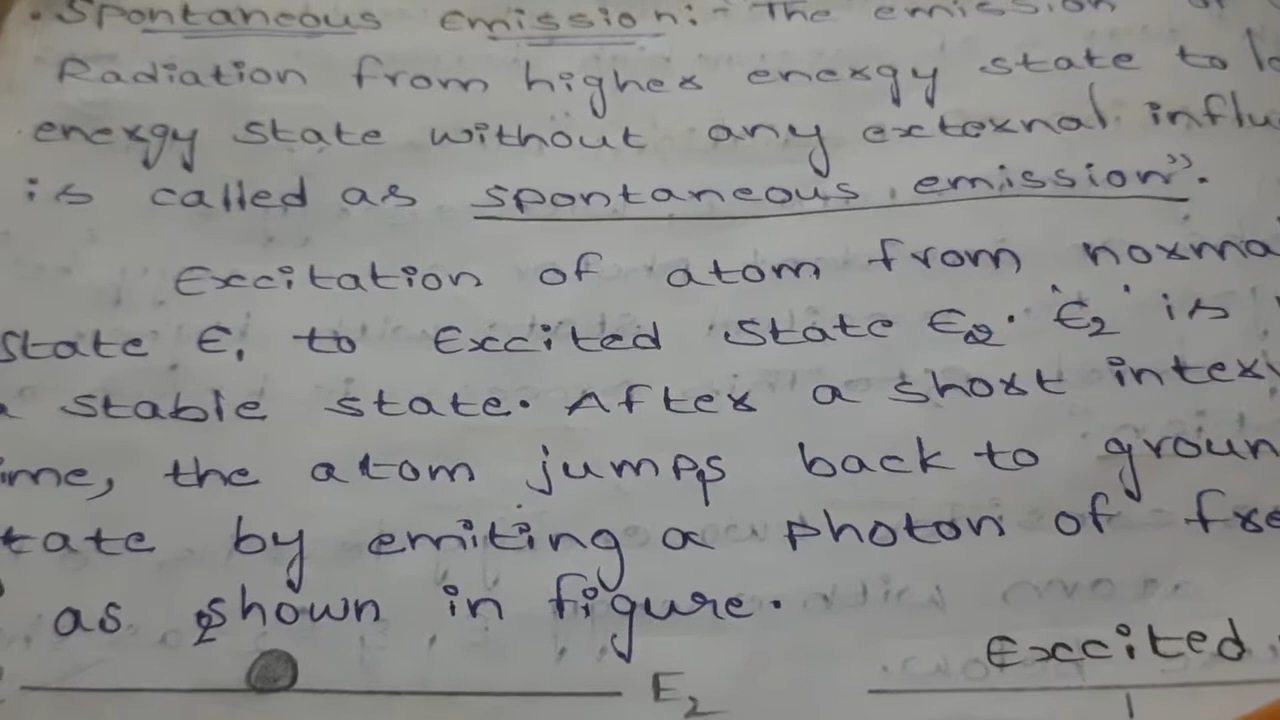 Spontaneous emission:- The emission
Radiation from higher energy state to
energy state without any external influ
is called as spontaneous emission".
Excitation of atom from norma
state E1 to Excited state E2. 'E2' is
stable state. After a short interv
ime, the atom jumps back to groun
tate by emiting a photon of fre
as shown in figure.
E2 Excited